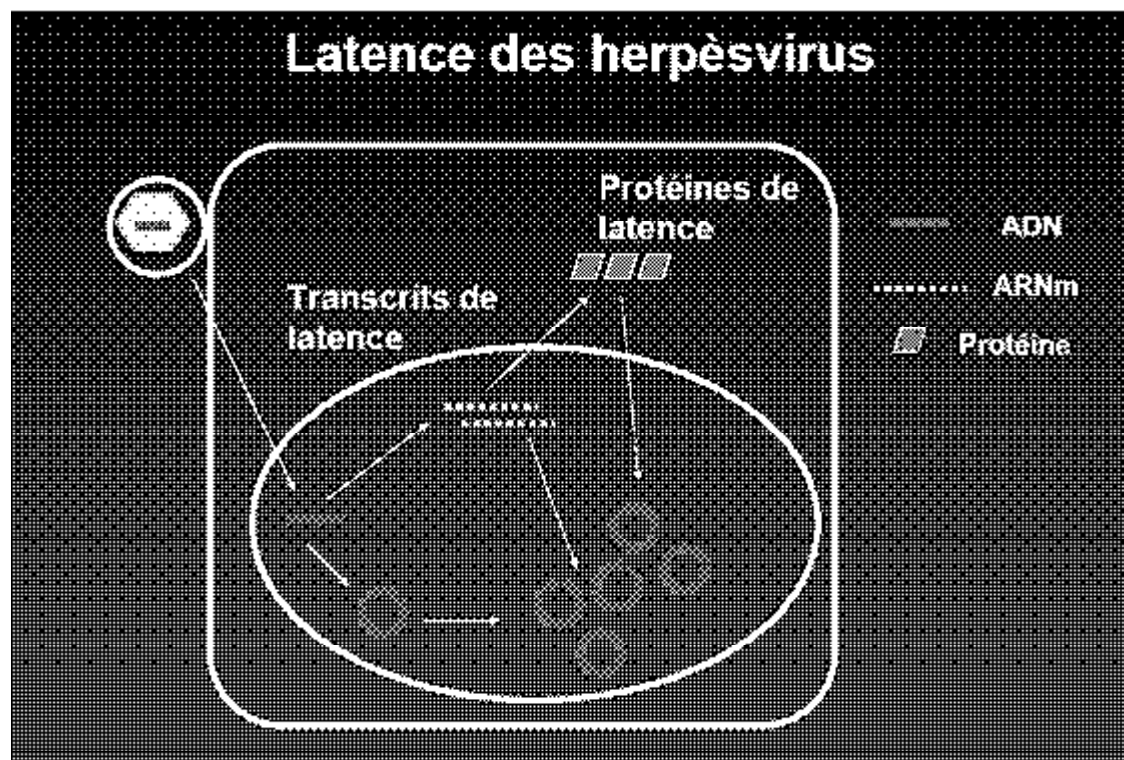 Latence des herpèsvirus
Protéines de
latence
Transcrits de
latence
ADN
ARNm
Protéine